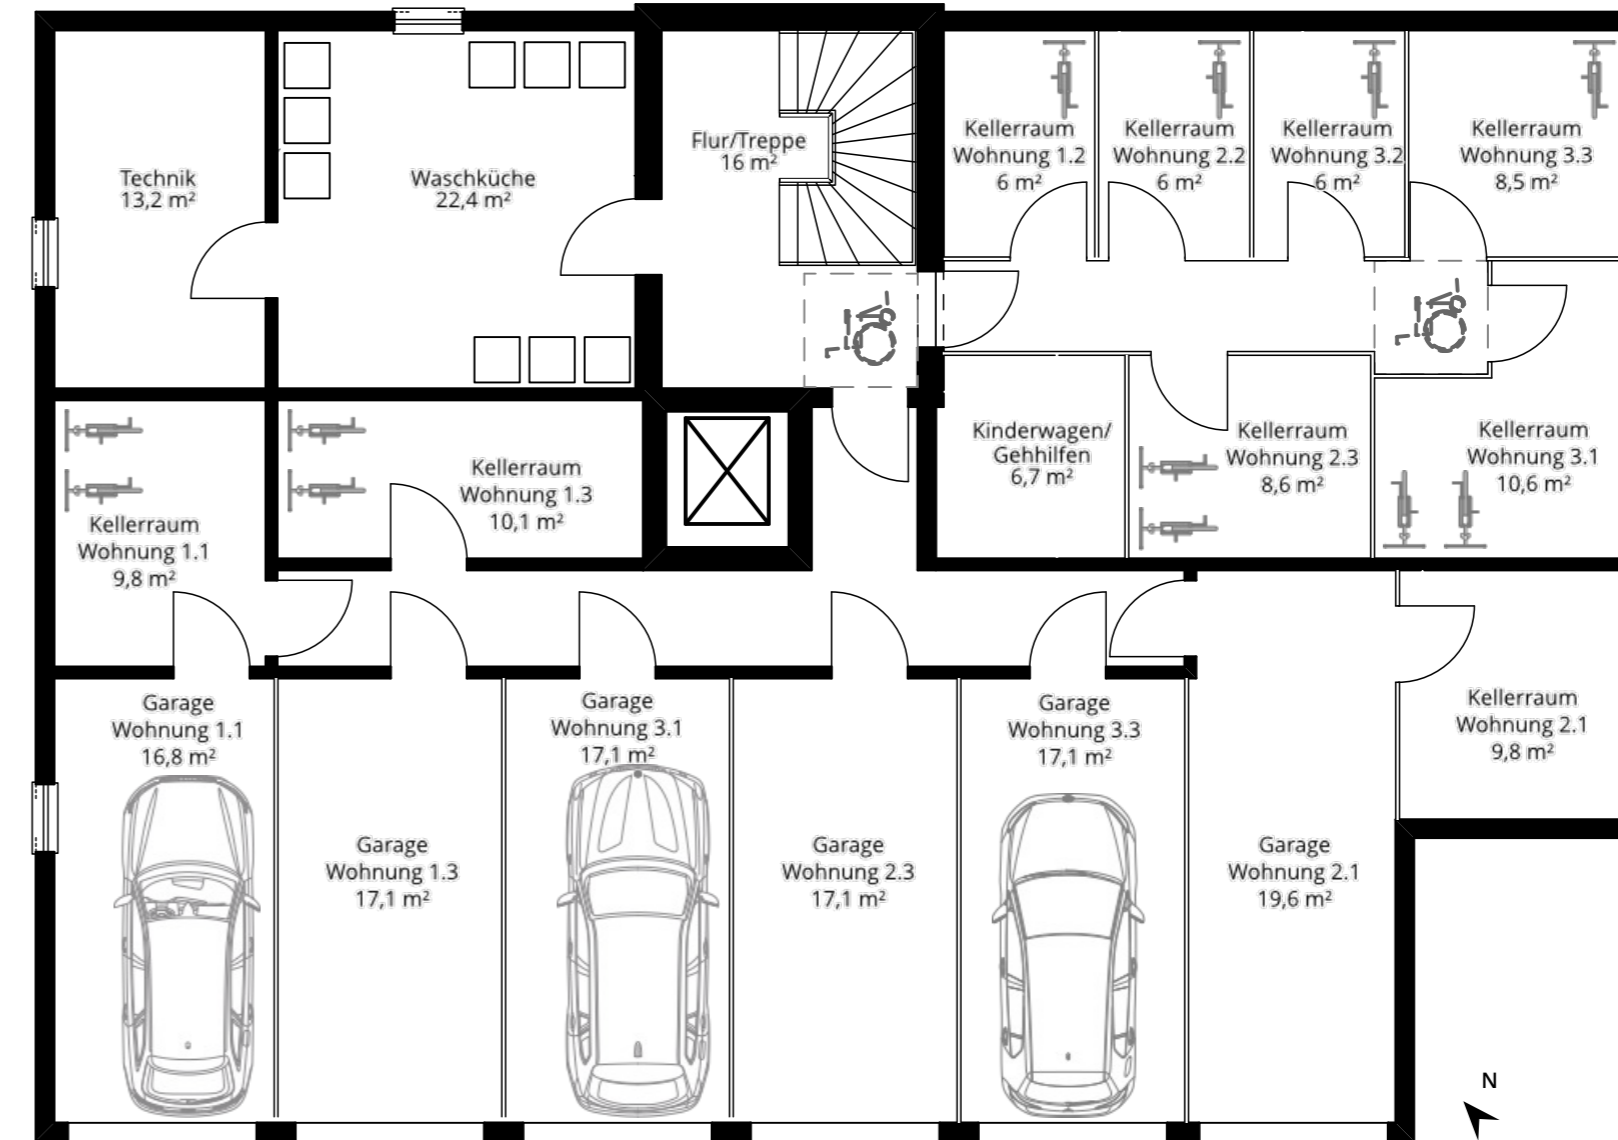 Technik
13,2 m²
Waschküche
22,4 m²
Flur/Treppe
16 m²
Kellerraum
Wohnung 1.2
6 m²
Kellerraum
Wohnung 2.2
6 m²
Kellerraum
Wohnung 3.2
6 m²
Kellerraum
Wohnung 3.3
8,5 m²
Kellerraum
Wohnung 1.1
9,8 m²
Kellerraum
Wohnung 1.3
10,1 m²
Kinderwagen/
Gehhilfen
6,7 m²
Kellerraum
Wohnung 2.3
8,6 m²
Kellerraum
Wohnung 3.1
10,6 m²
Garage
Wohnung 1.1
16,8 m²
Garage
Wohnung 1.3
17,1 m²
Garage
Wohnung 3.1
17,1 m²
Garage
Wohnung 2.3
17,1 m²
Garage
Wohnung 3.3
17,1 m²
Garage
Wohnung 2.1
19,6 m²
Kellerraum
Wohnung 2.1
9,8 m²
N